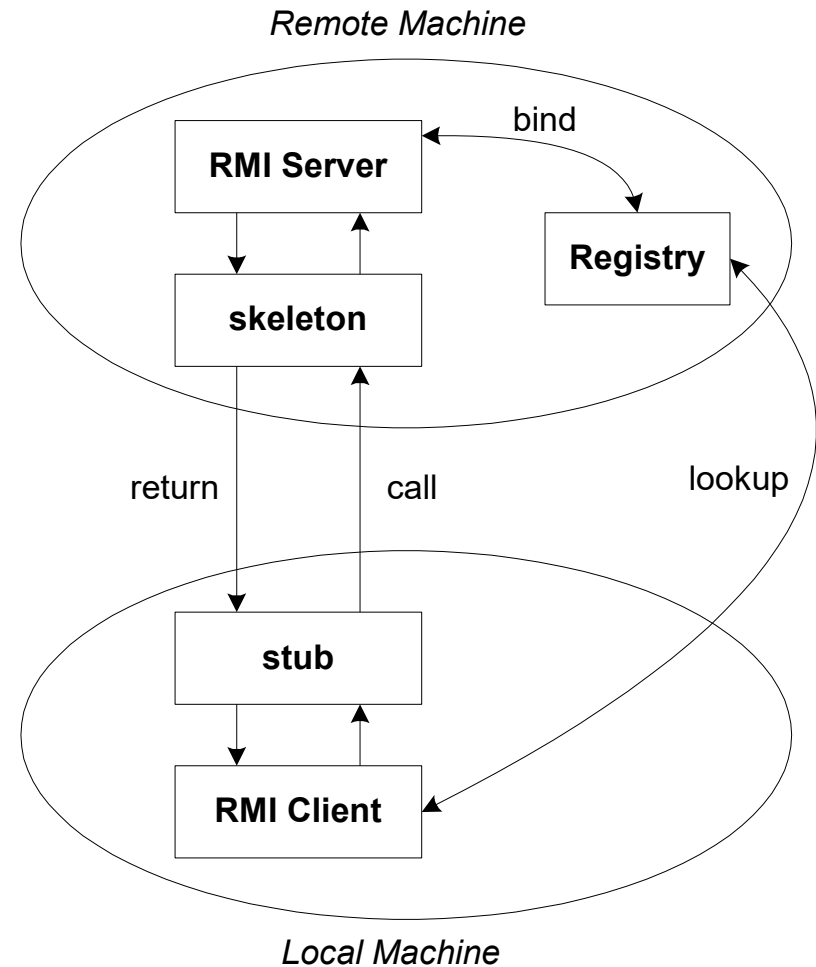 Remote Machine
bind
RMI Server
Registry
skeleton
return
call
lookup
stub
RMI Client
Local Machine